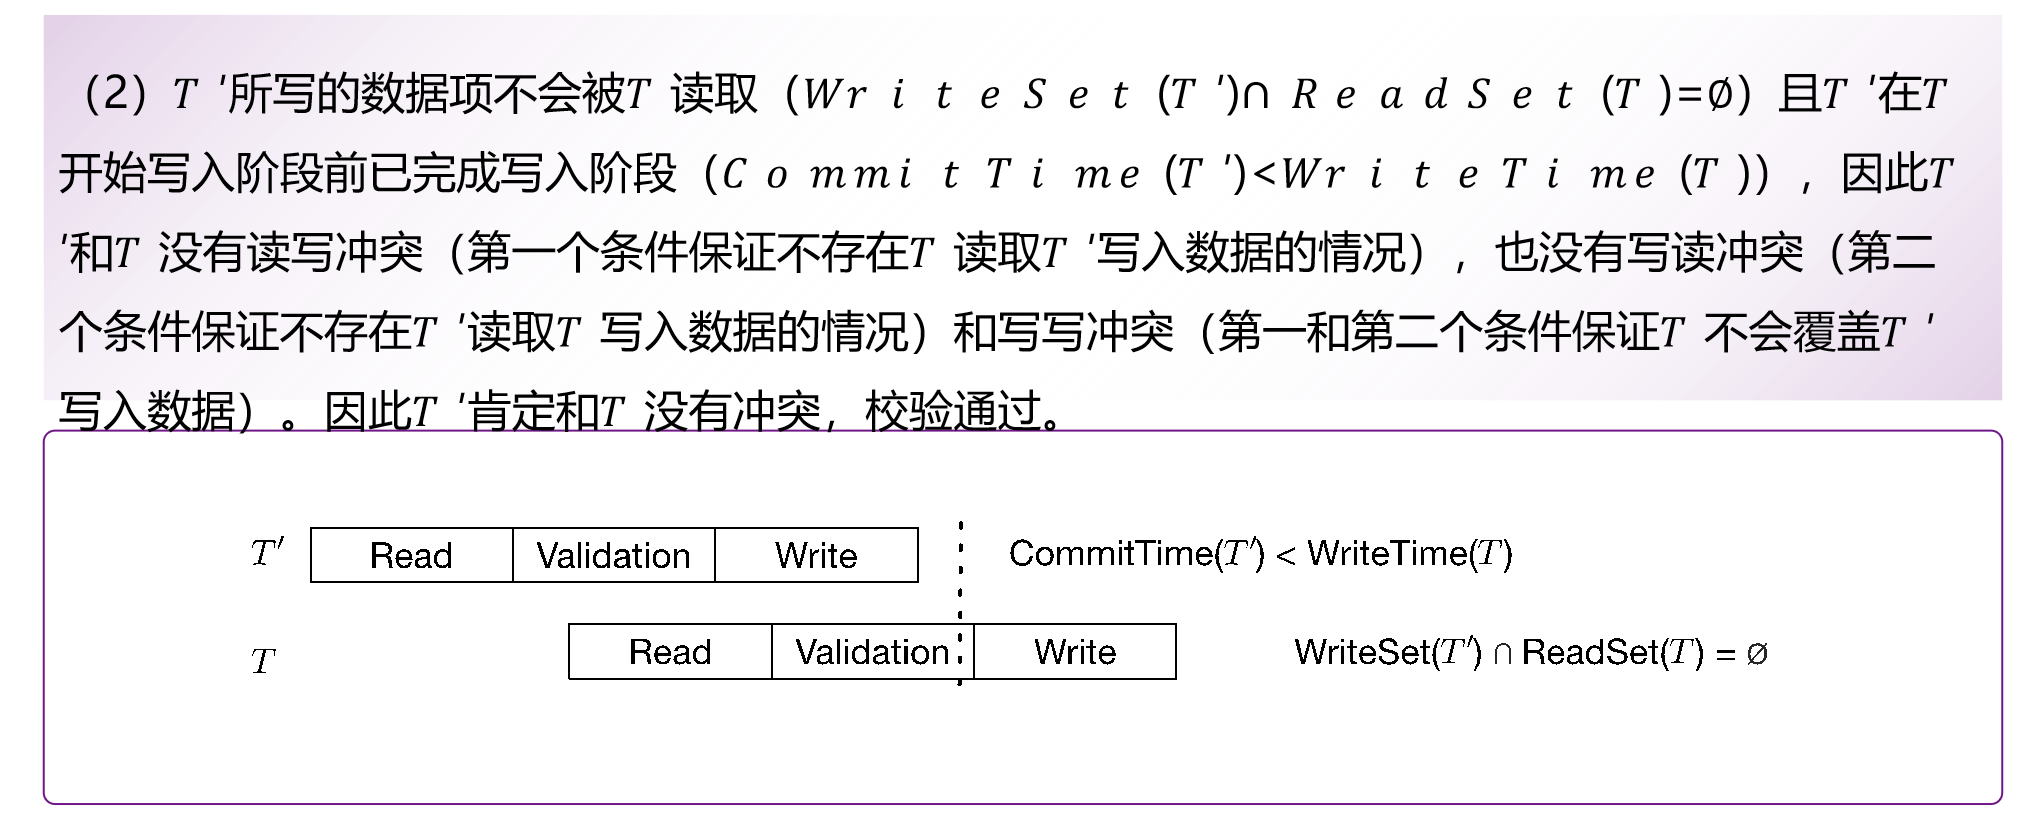 （2）T ′所写的数据项不会被T 读取（WriteSet(T ′)∩ ReadSet(T )=∅）且T ′在T
开始写入阶段前已完成写入阶段（CommitTime(T ′)<WriteTime(T )），因此T
′和T 没有读写冲突（第一个条件保证不存在T 读取T ′写入数据的情况），也没有写读冲突（第二
个条件保证不存在T ′读取T 写入数据的情况）和写写冲突（第一和第二个条件保证T 不会覆盖T ′
写入数据）。因此T ′肯定和T 没有冲突，校验通过。
T′ Read Validation Write CommitTime(T′) < WriteTime(T)
T Read Validation Write WriteSet(T′) ∩ ReadSet(T) = ∅